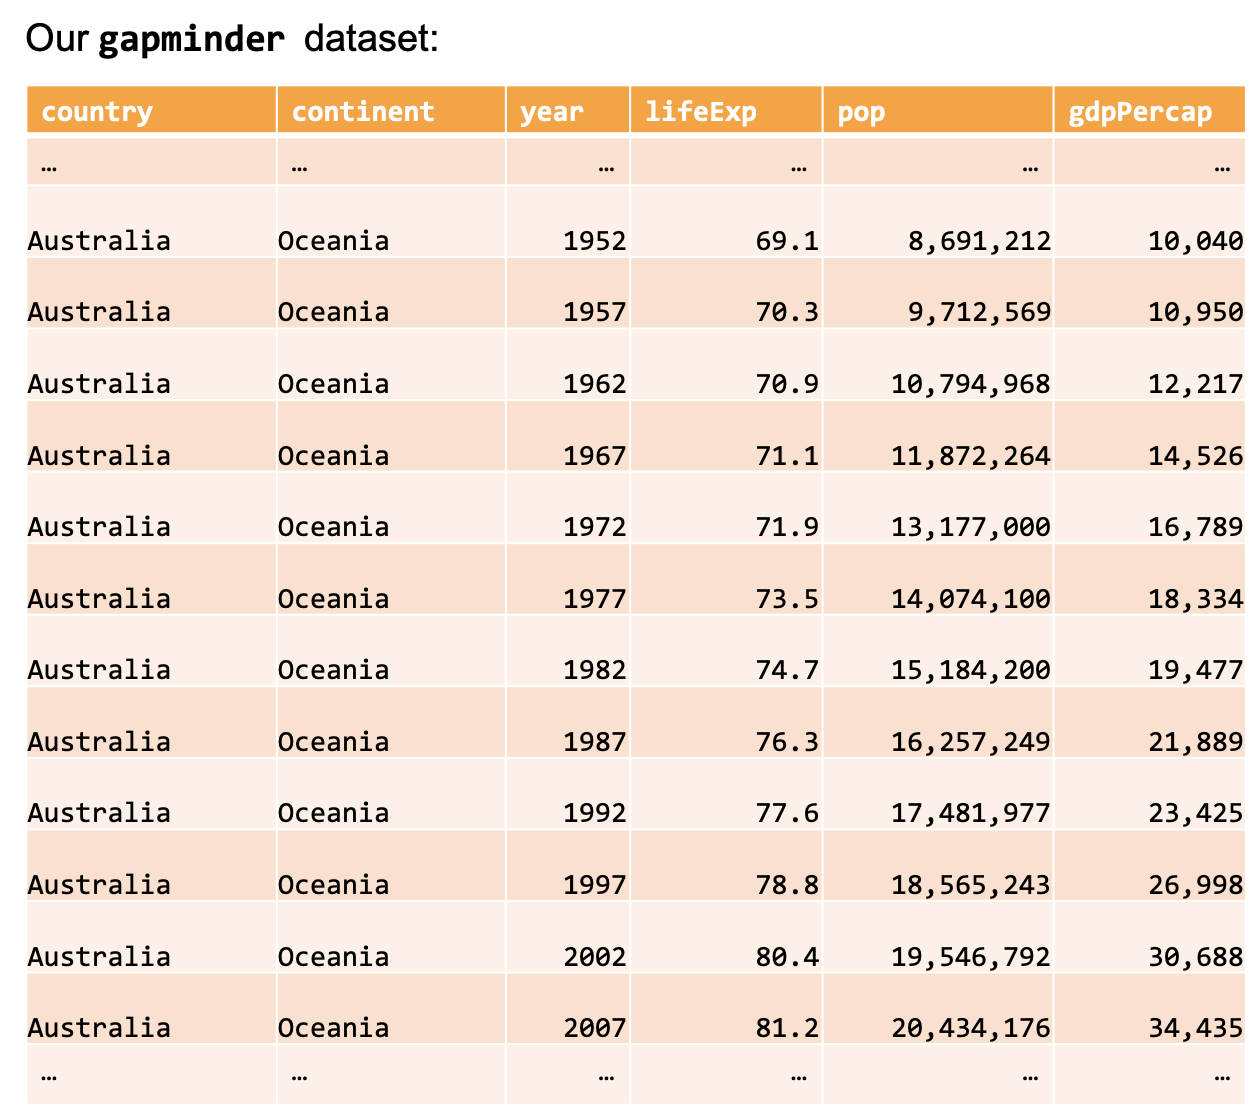 Our gapminder dataset:
country continent year lifeExp pop gdpPercap
… … … … … …
Australia Oceania 1952 69.1 8,691,212 10,040
Australia Oceania 1957 70.3 9,712,569 10,950
Australia Oceania 1962 70.9 10,794,968 12,217
Australia Oceania 1967 71.1 11,872,264 14,526
Australia Oceania 1972 71.9 13,177,000 16,789
Australia Oceania 1977 73.5 14,074,100 18,334
Australia Oceania 1982 74.7 15,184,200 19,477
Australia Oceania 1987 76.3 16,257,249 21,889
Australia Oceania 1992 77.6 17,481,977 23,425
Australia Oceania 1997 78.8 18,565,243 26,998
Australia Oceania 2002 80.4 19,546,792 30,688
Australia Oceania 2007 81.2 20,434,176 34,435
… … … … … …